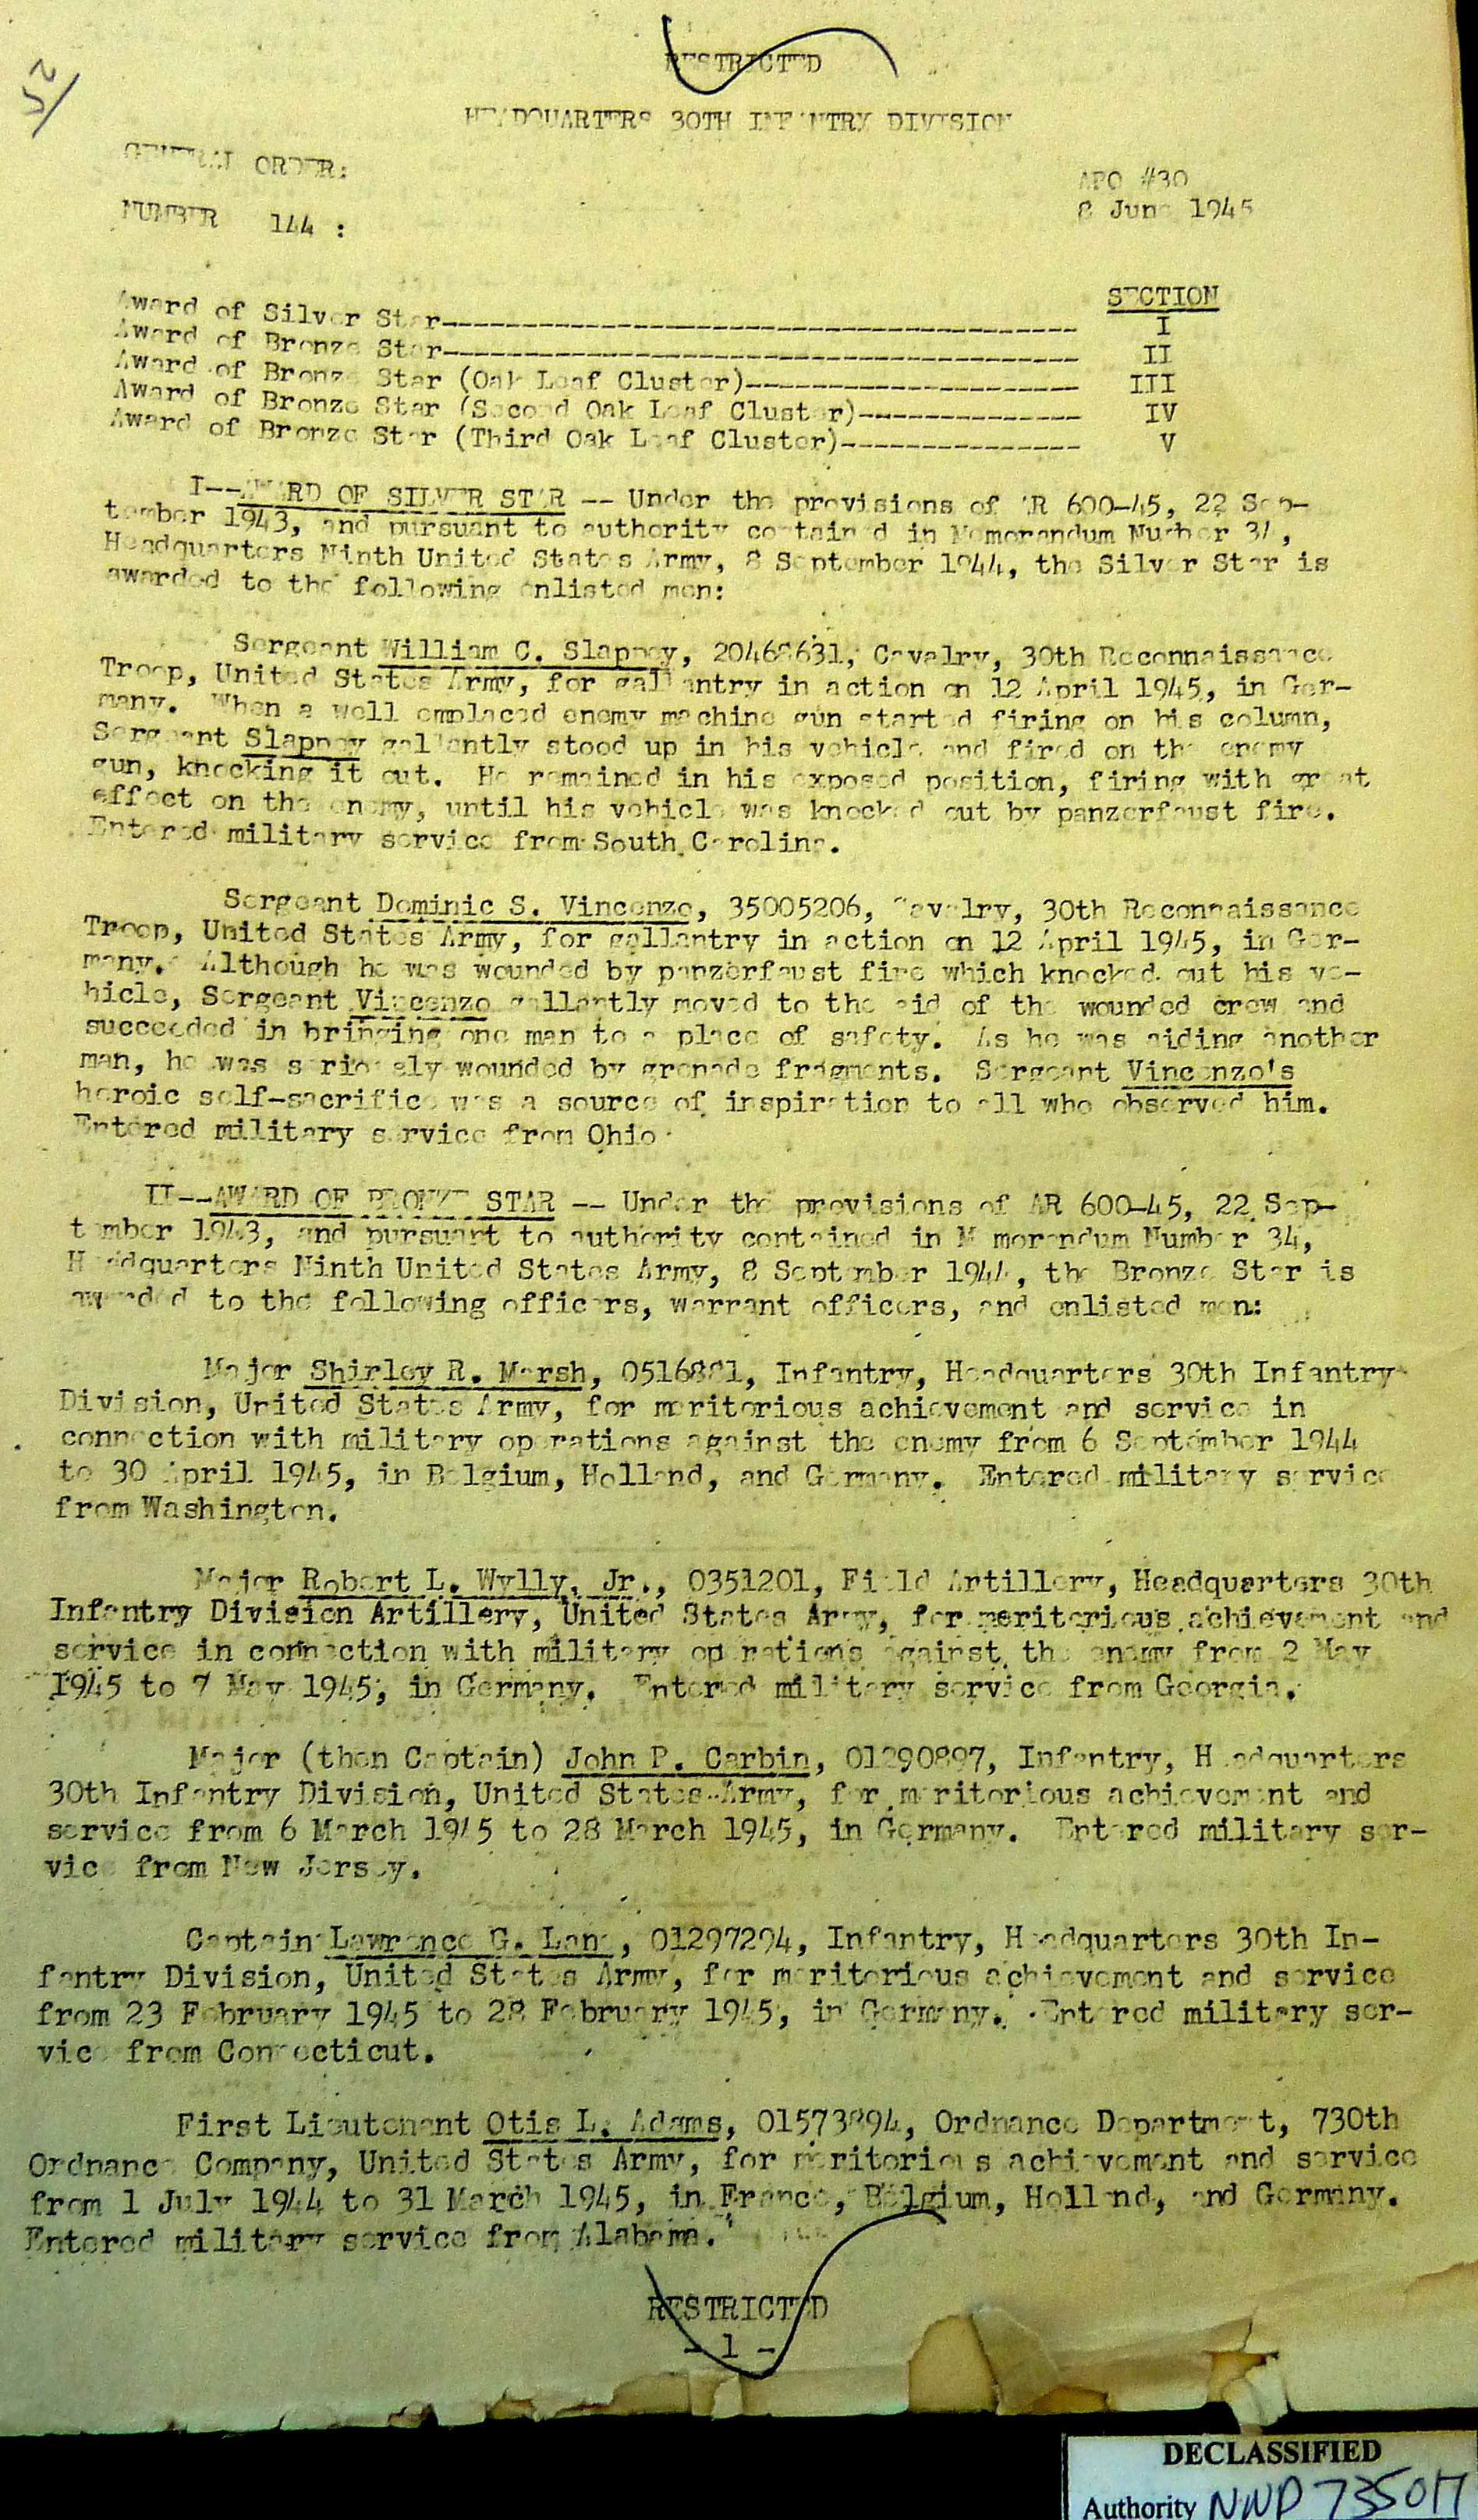 52
RESTRICTED
HEADQUARTERS 30TH INFANTRY DIVISION
GENERAL ORDER:
APO #30
NUMBER 144 :
8 June 1945
SECTION
Award of Silver Star---------------------------------------- I
Award of Bronze Star---------------------------------------- II
Award of Bronze Star (Oak Leaf Cluster)--------------------- III
Award of Bronze Star (Second Oak Leaf Cluster)-------------- IV
Award of Bronze Star (Third Oak Leaf Cluster)--------------- V
I--AWARD OF SILVER STAR -- Under the provisions of AR 600-45, 22 Sep-
tember 1943, and pursuant to authority contained in Memorandum Number 34,
Headquarters Ninth United States Army, 8 September 1944, the Silver Star is
awarded to the following enlisted men:
Sergeant William C. Slappey, 20468631, Cavalry, 30th Reconnaissance
Troop, United States Army, for gallantry in action on 12 April 1945, in Ger-
many. When a well emplaced enemy machine gun started firing on his column,
Sergeant Slappey gallantly stood up in his vehicle and fired on the enemy
gun, knocking it out. He remained in his exposed position, firing with great
effect on the enemy, until his vehicle was knocked out by panzerfaust fire.
Entered military service from South Carolina.
Sergeant Dominic S. Vincenzo, 35005206, Cavalry, 30th Reconnaissance
Troop, United States Army, for gallantry in action on 12 April 1945, in Ger-
many. Although he was wounded by panzerfaust fire which knocked out his ve-
hicle, Sergeant Vincenzo gallantly moved to the aid of the wounded crew and
succeeded in bringing one man to a place of safety. As he was aiding another
man, he was seriously wounded by grenade fragments. Sergeant Vincenzo's
heroic self-sacrifice was a source of inspiration to all who observed him.
Entered military service from Ohio.
II--AWARD OF BRONZE STAR -- Under the provisions of AR 600-45, 22 Sep-
tember 1943, and pursuant to authority contained in Memorandum Number 34,
Headquarters Ninth United States Army, 8 September 1944, the Bronze Star is
awarded to the following officers, warrant officers, and enlisted men:
Major Shirley R. Marsh, 0516881, Infantry, Headquarters 30th Infantry
Division, United States Army, for meritorious achievement and service in
connection with military operations against the enemy from 6 September 1944
to 30 April 1945, in Belgium, Holland, and Germany. Entered military service
from Washington.
Major Robert L. Wylly, Jr., 0351201, Field Artillery, Headquarters 30th
Infantry Division Artillery, United States Army, for meritorious achievement and
service in connection with military operations against the enemy from 2 May
1945 to 7 May 1945, in Germany. Entered military service from Georgia.
Major (then Captain) John P. Carbin, 01290897, Infantry, Headquarters
30th Infantry Division, United States Army, for meritorious achievement and
service from 6 March 1945 to 28 March 1945, in Germany. Entered military ser-
vice from New Jersey.
Captain Lawrence G. Lane, 01297294, Infantry, Headquarters 30th In-
fantry Division, United States Army, for meritorious achievement and service
from 23 February 1945 to 28 February 1945, in Germany. Entered military ser-
vice from Connecticut.
First Lieutenant Otis L. Adams, 01573894, Ordnance Department, 730th
Ordnance Company, United States Army, for meritorious achievement and service
from 1 July 1944 to 31 March 1945, in France, Belgium, Holland, and Germany.
Entered military service from Alabama.
RESTRICTED
- 1 -
DECLASSIFIED
Authority NND 735017